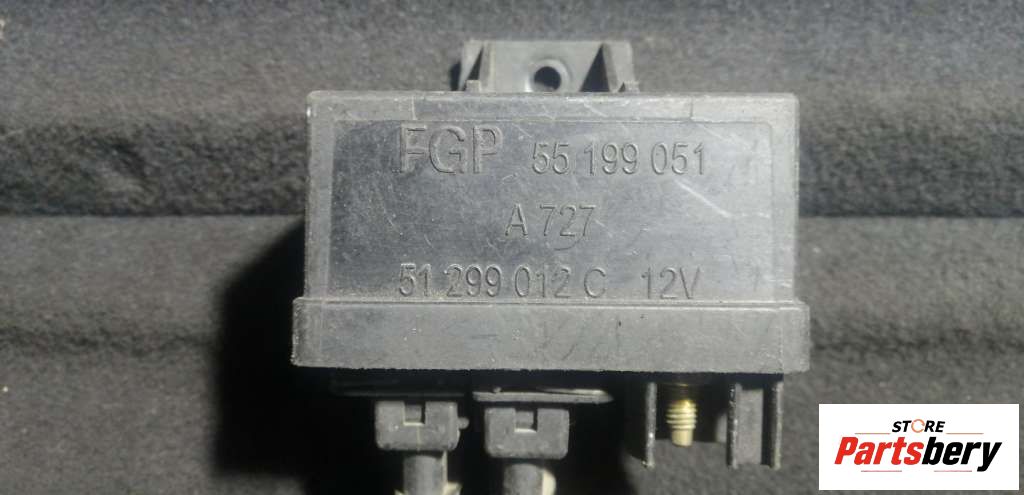 FGP 55 199 051
A 727
51 299 012 C 12V
STORE
Partsbery